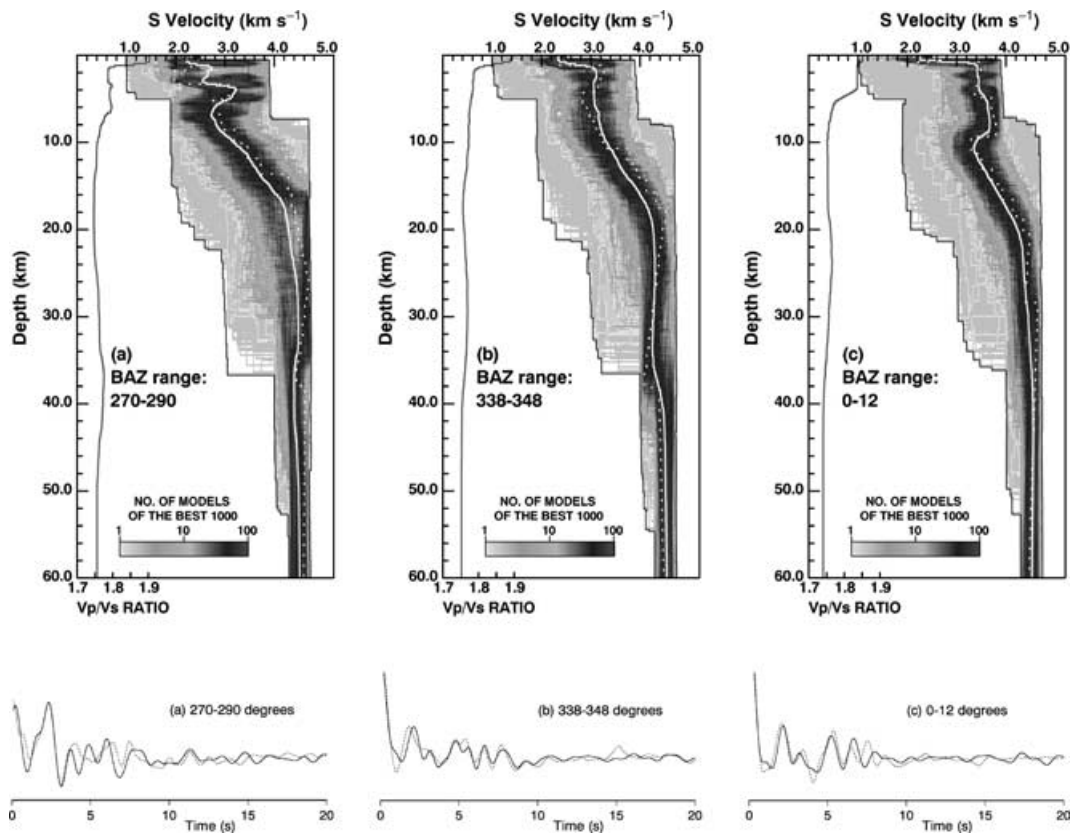 S Velocity (km s⁻¹)
1.0 2.0 3.0 4.0 5.0
10.0
20.0
30.0
40.0
50.0
60.0
Depth (km)
(a)
BAZ range:
270-290
NO. OF MODELS
OF THE BEST 1000
1 10 100
1.7 1.8 1.9
Vp/Vs RATIO
S Velocity (km s⁻¹)
1.0 2.0 3.0 4.0 5.0
10.0
20.0
30.0
40.0
50.0
60.0
Depth (km)
(b)
BAZ range:
338-348
NO. OF MODELS
OF THE BEST 1000
1 10 100
1.7 1.8 1.9
Vp/Vs RATIO
S Velocity (km s⁻¹)
1.0 2.0 3.0 4.0 5.0
10.0
20.0
30.0
40.0
50.0
60.0
Depth (km)
(c)
BAZ range:
0-12
NO. OF MODELS
OF THE BEST 1000
1 10 100
1.7 1.8 1.9
Vp/Vs RATIO
(a) 270-290 degrees
0 5 10 15 20
Time (s)
(b) 338-348 degrees
0 5 10 15 20
Time (s)
(c) 0-12 degrees
0 5 10 15 20
Time (s)